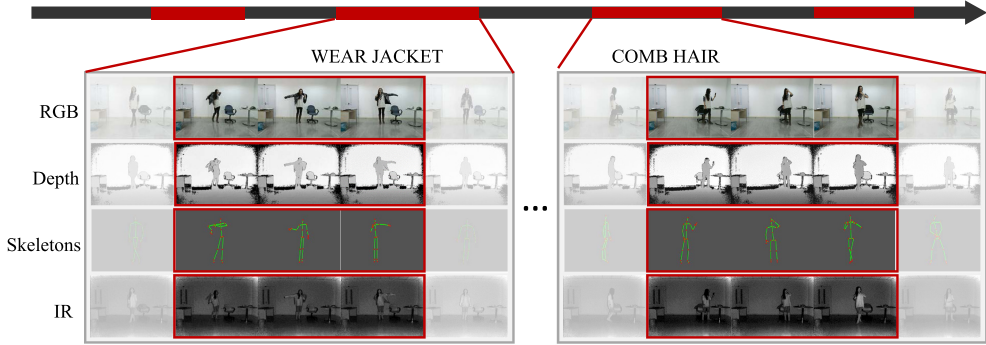 WEAR JACKET
COMB HAIR
RGB
Depth
...
Skeletons
IR